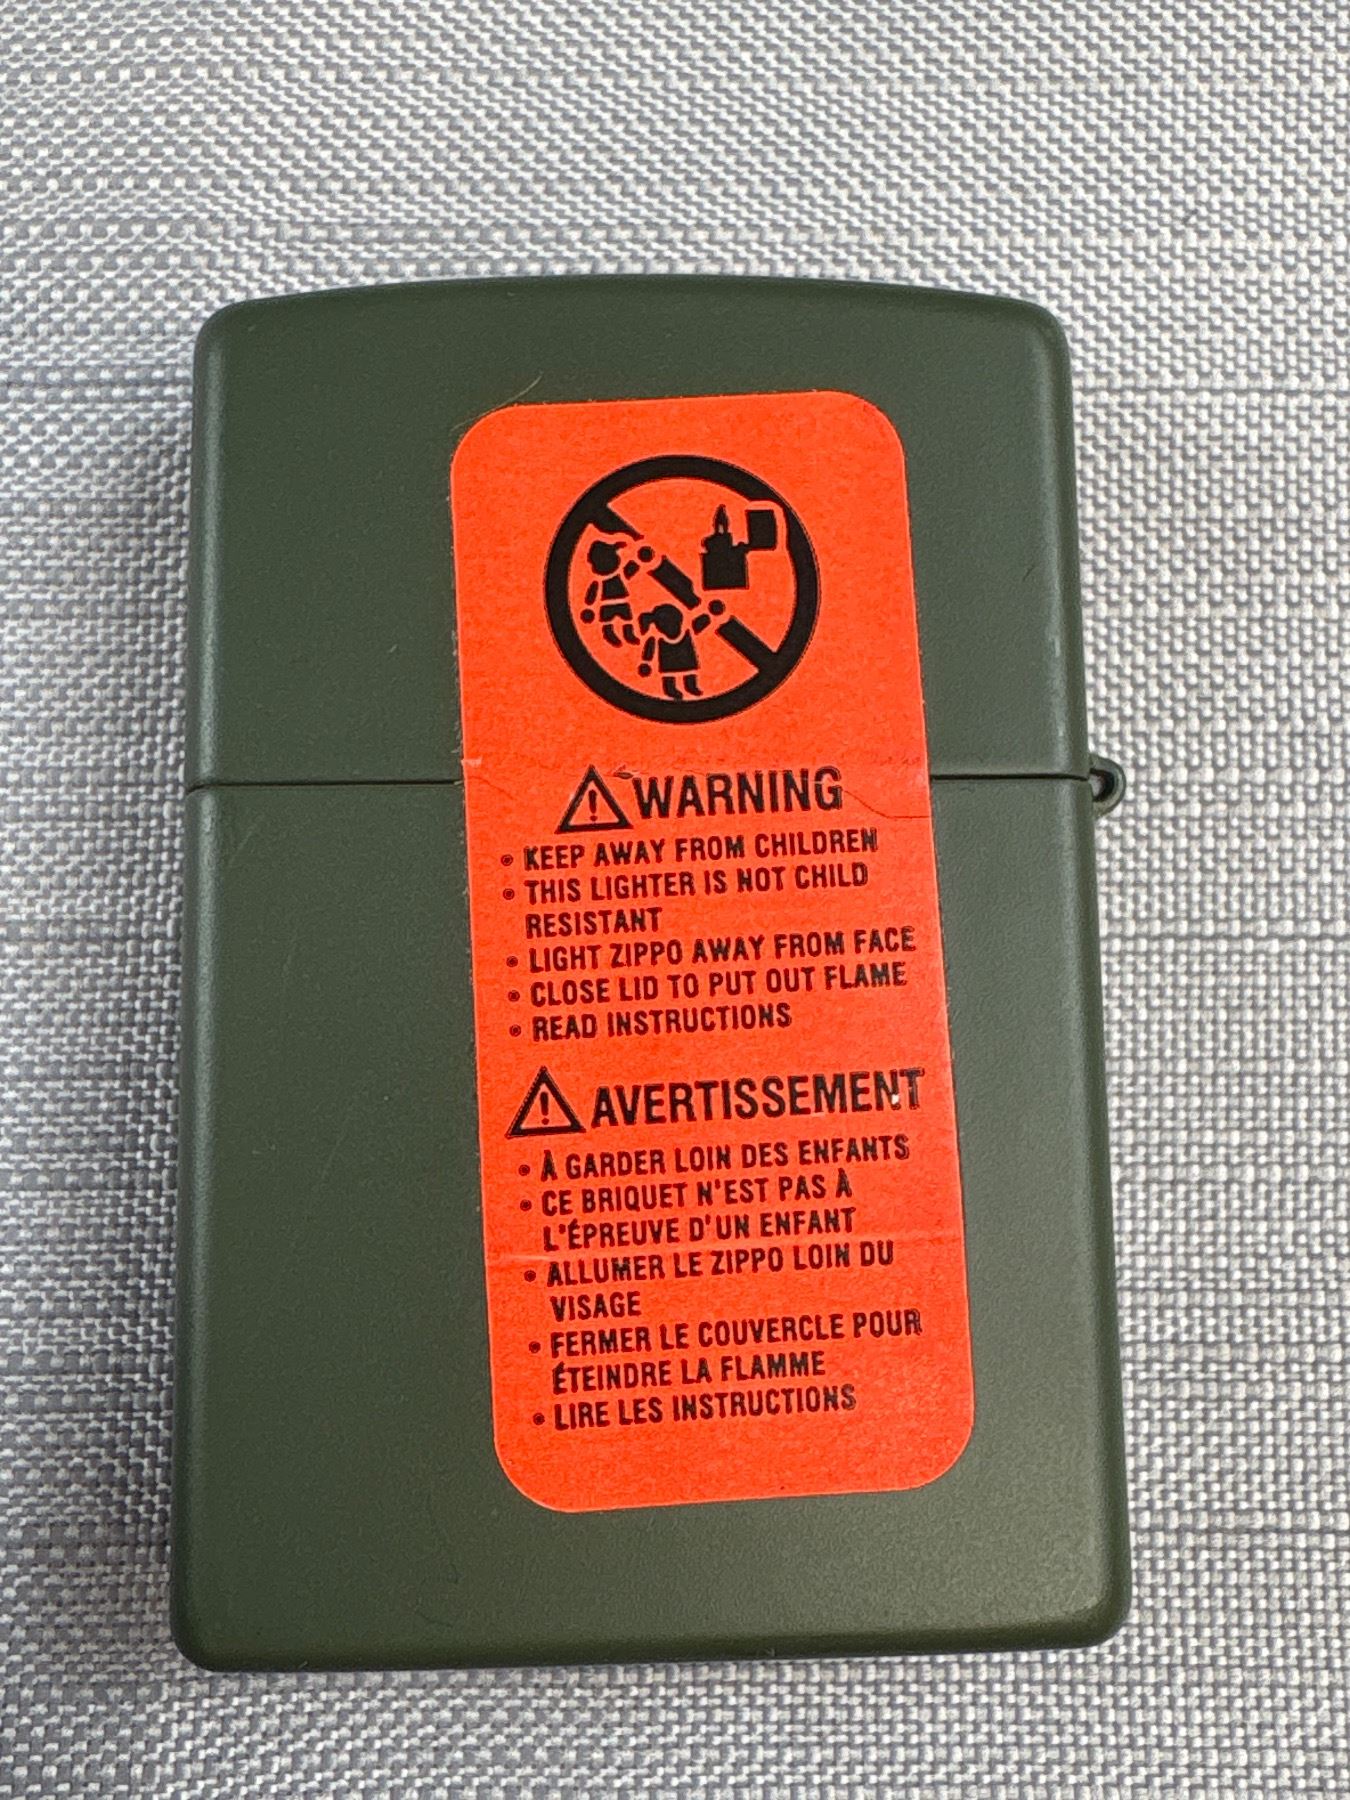 WARNING
• KEEP AWAY FROM CHILDREN
• THIS LIGHTER IS NOT CHILD
RESISTANT
• LIGHT ZIPPO AWAY FROM FACE
• CLOSE LID TO PUT OUT FLAME
• READ INSTRUCTIONS
AVERTISSEMENT
• À GARDER LOIN DES ENFANTS
• CE BRIQUET N'EST PAS À
L'ÉPREUVE D'UN ENFANT
• ALLUMER LE ZIPPO LOIN DU
VISAGE
• FERMER LE COUVERCLE POUR
ÉTEINDRE LA FLAMME
• LIRE LES INSTRUCTIONS